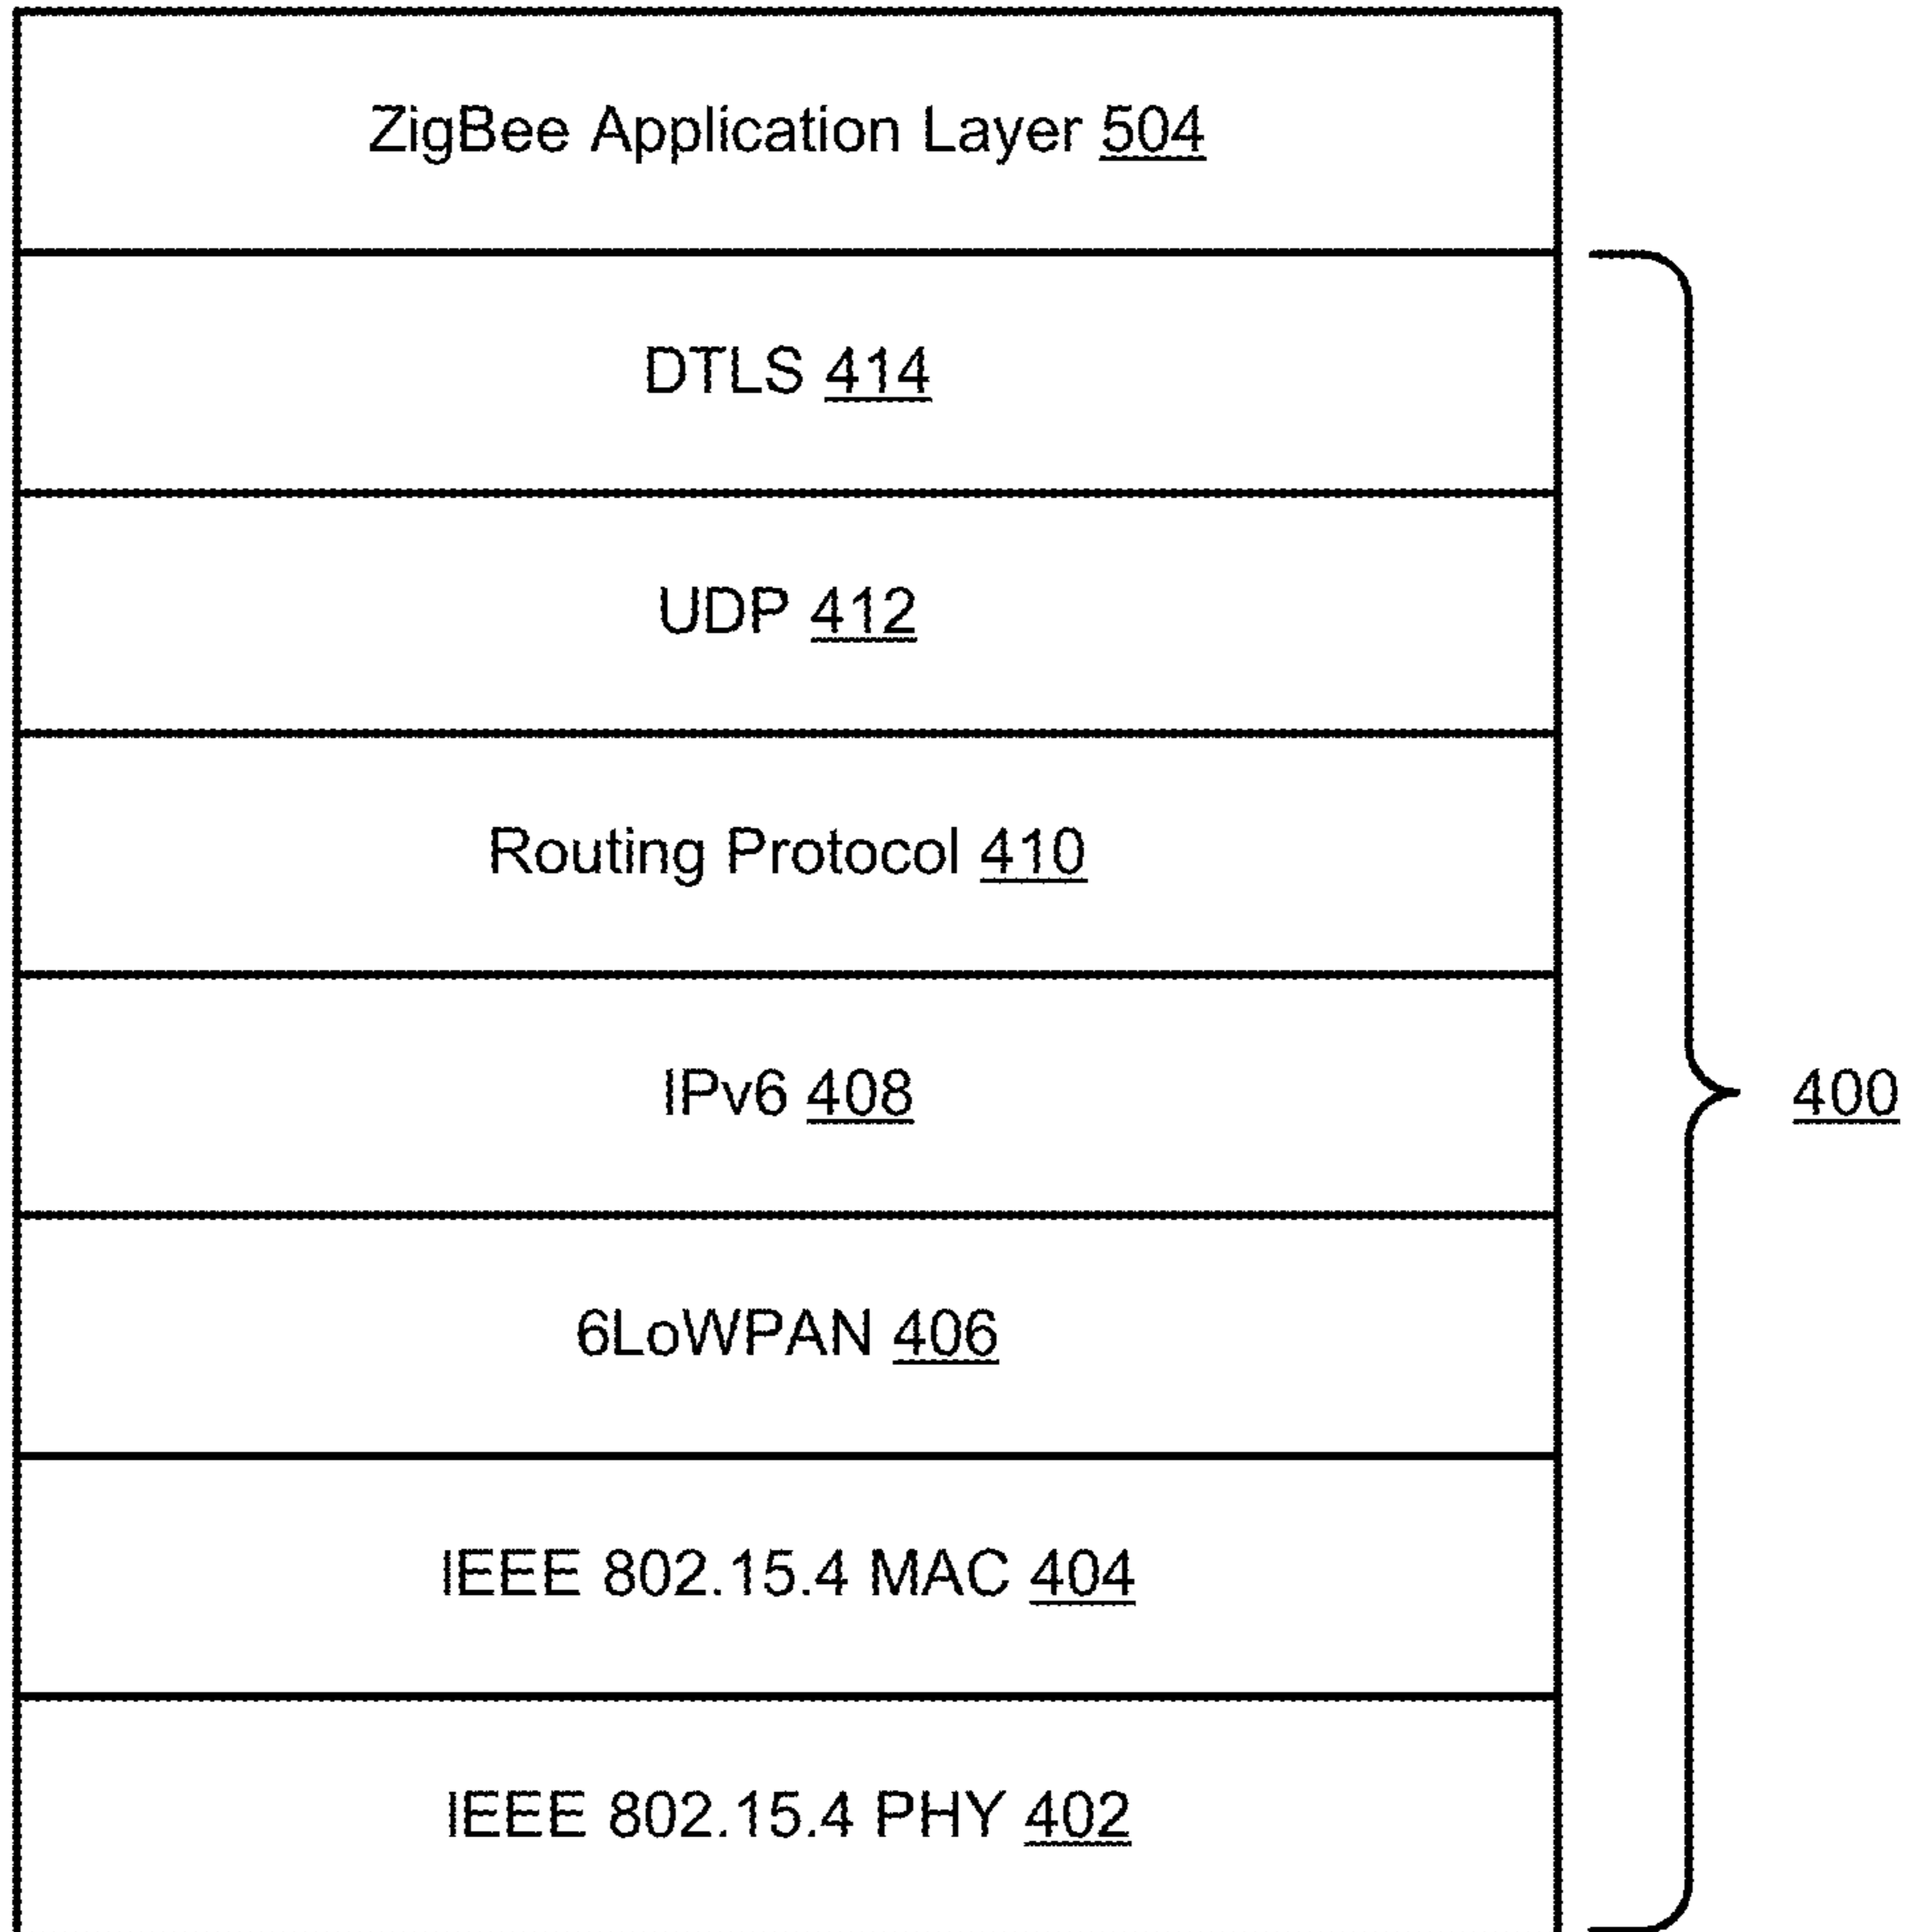 ZigBee Application Layer 504
DTLS 414
UDP 412
Routing Protocol 410
IPv6 408
400
6LoWPAN 406
IEEE 802.15.4 MAC 404
IEEE 802.15.4 PHY 402